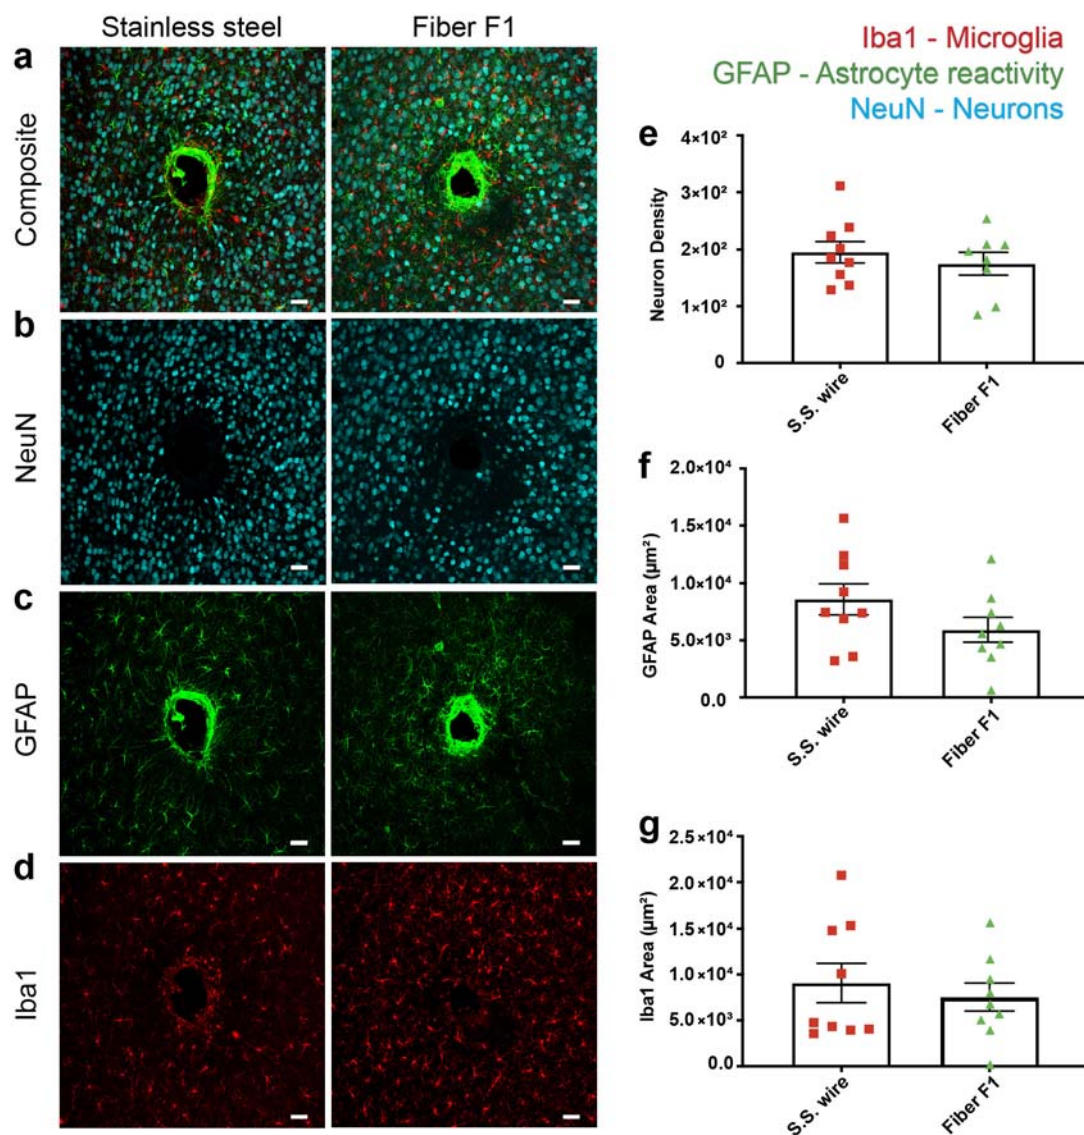 Stainless steel
Fiber F1
a
Composite
b
NeuN
c
GFAP
d
Iba1
Iba1 - Microglia
GFAP - Astrocyte reactivity
NeuN - Neurons
e
Neuron Density
4×10²
3×10²
2×10²
1×10²
0
S.S. wire
Fiber F1
f
GFAP Area (µm²)
2.0×10⁴
1.5×10⁴
1.0×10⁴
5.0×10³
0.0
S.S. wire
Fiber F1
g
Iba1 Area (µm²)
2.5×10⁴
2.0×10⁴
1.5×10⁴
1.0×10⁴
5.0×10³
0.0
S.S. wire
Fiber F1